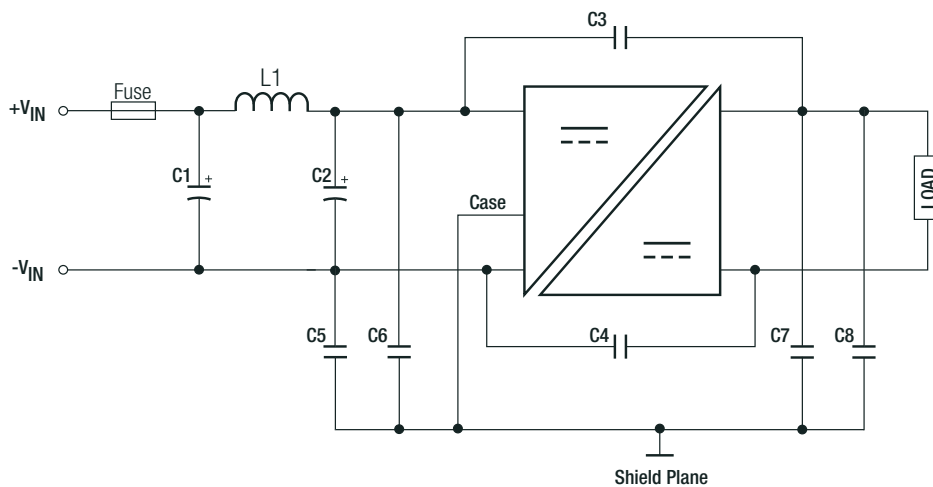 C3
Fuse
L1
+VIN
C1
+
C2
+
Case
LOAD
-VIN
C5
C6
C4
C7
C8
Shield Plane